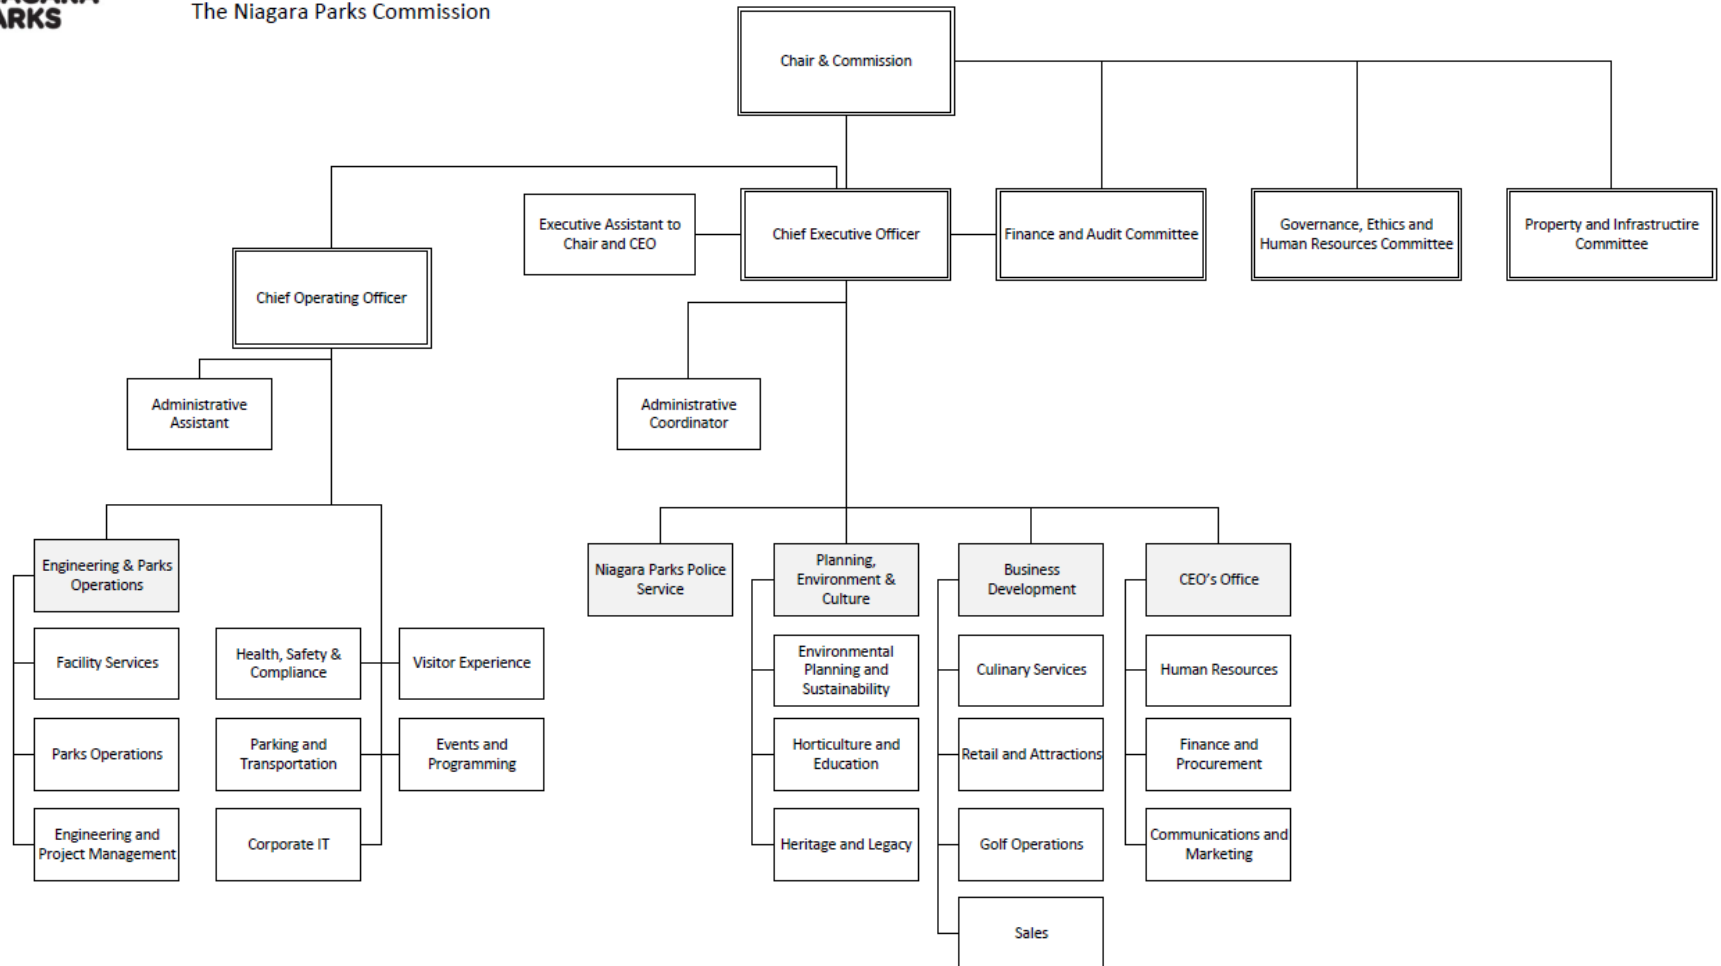 ARKS
The Niagara Parks Commission
Chair & Commission
Executive Assistant to
Chair and CEO
Chief Executive Officer
Finance and Audit Committee
Governance, Ethics and
Human Resources Committee
Property and Infrastructire
Committee
Chief Operating Officer
Administrative
Assistant
Administrative
Coordinator
Engineering & Parks
Operations
Facility Services
Parks Operations
Engineering and
Project Management
Health, Safety &
Compliance
Parking and
Transportation
Corporate IT
Visitor Experience
Events and
Programming
Niagara Parks Police
Service
Planning,
Environment &
Culture
Environmental
Planning and
Sustainability
Horticulture and
Education
Heritage and Legacy
Business
Development
Culinary Services
Retail and Attractions
Golf Operations
Sales
CEO's Office
Human Resources
Finance and
Procurement
Communications and
Marketing